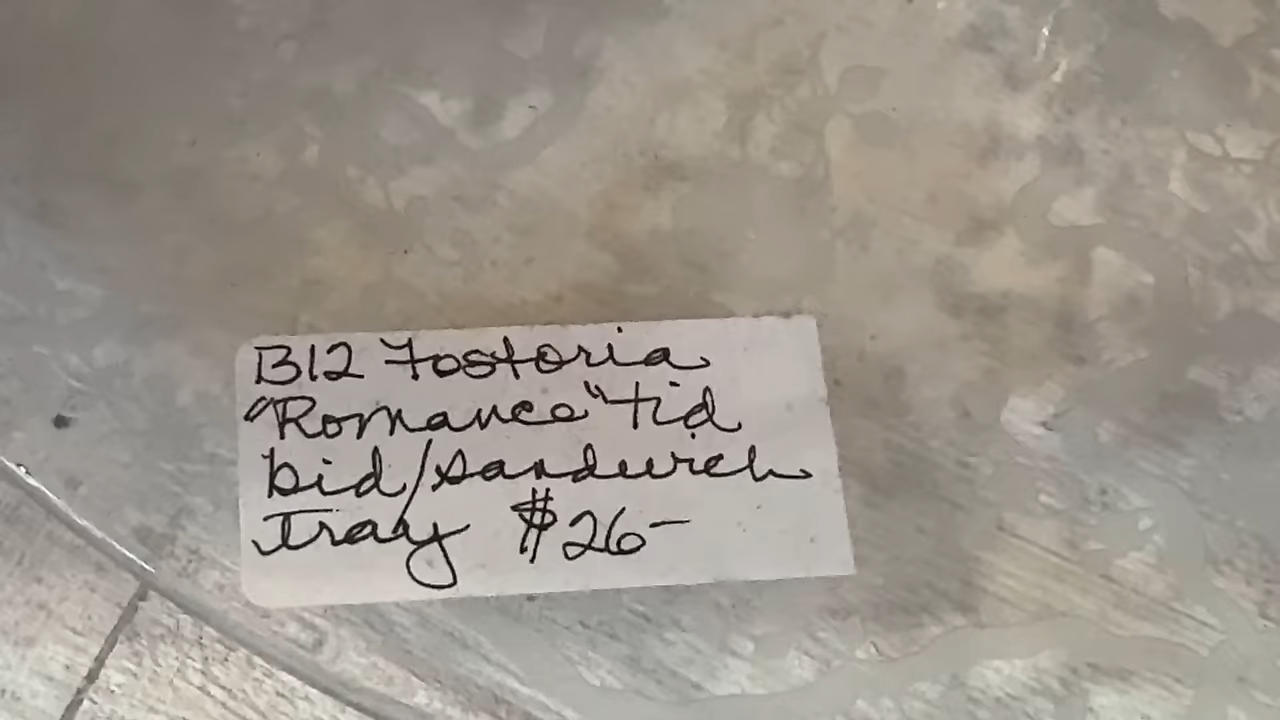 B12 Fostoria
"Romance" tid
bid/sandwich
Tray $26-